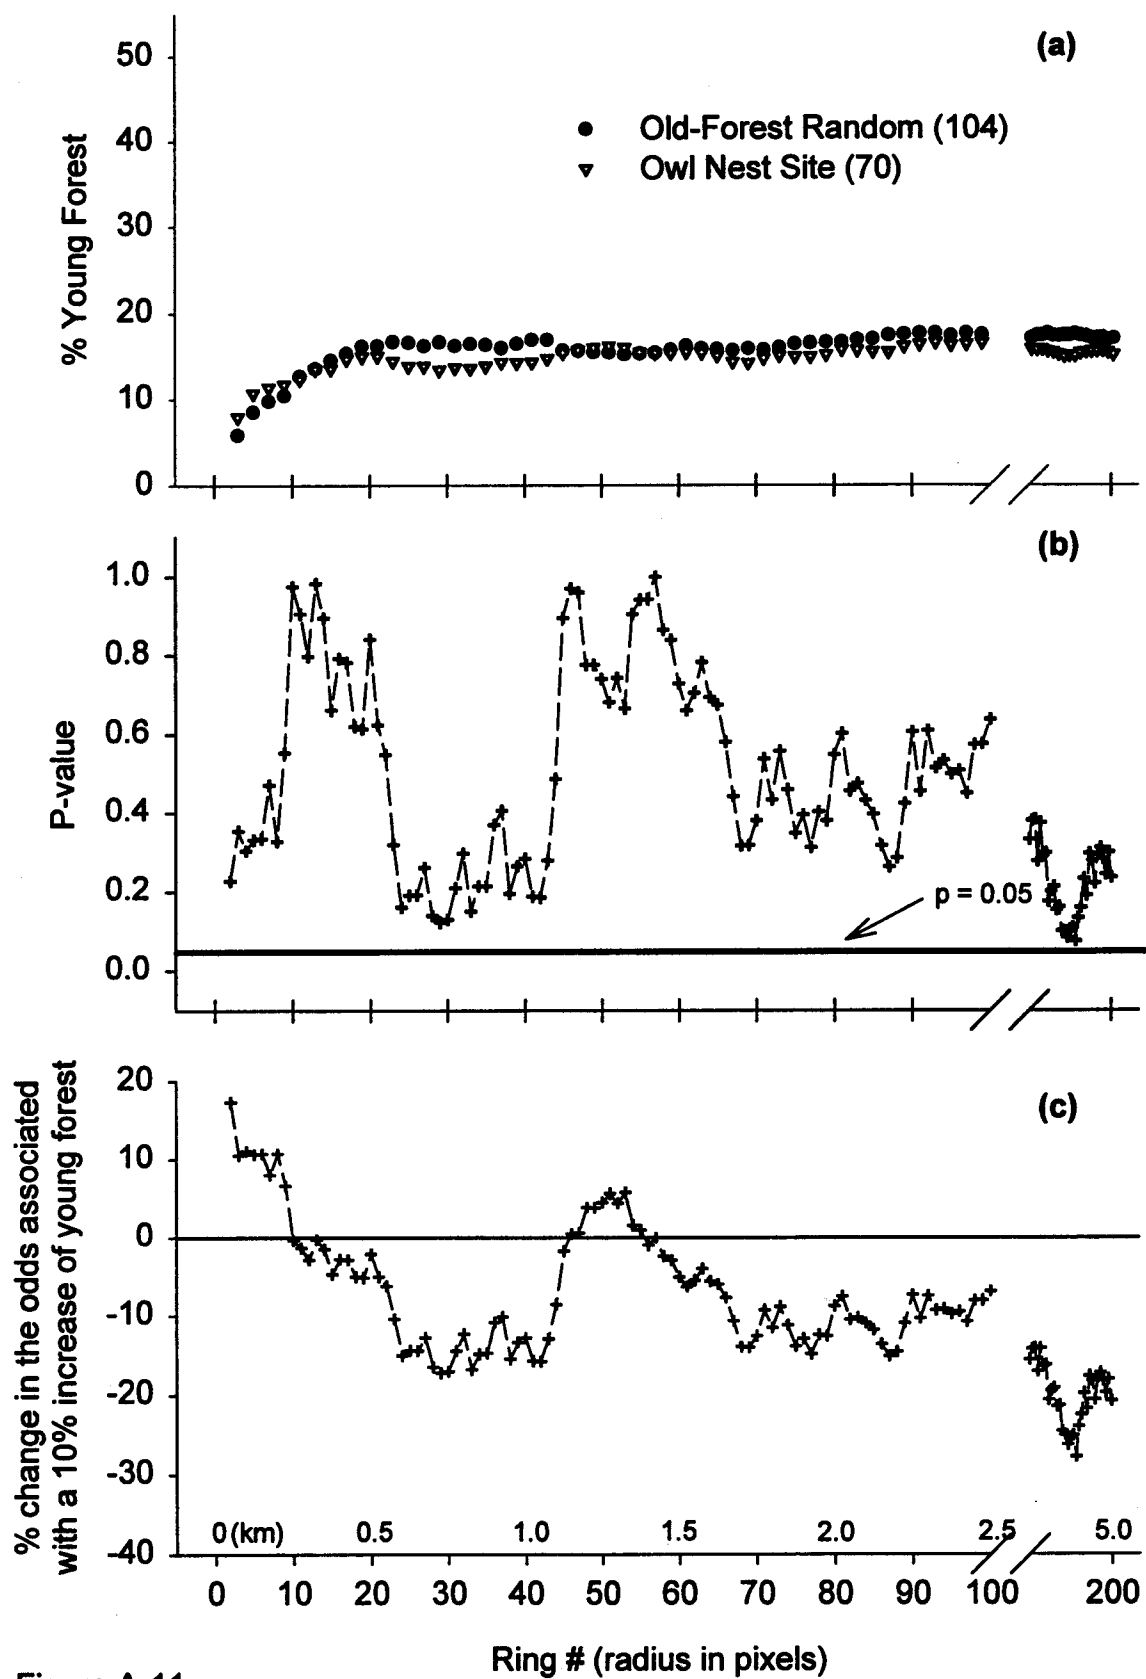 (a)
% Young Forest
50
40
30
20
10
0
Old-Forest Random (104)
Owl Nest Site (70)
(b)
P-value
1.0
0.8
0.6
0.4
0.2
0.0
p = 0.05
(c)
% change in the odds associated
with a 10% increase of young forest
20
10
0
-10
-20
-30
-40
0 (km) 0.5 1.0 1.5 2.0 2.5 5.0
0 10 20 30 40 50 60 70 80 90 100 200
Ring # (radius in pixels)